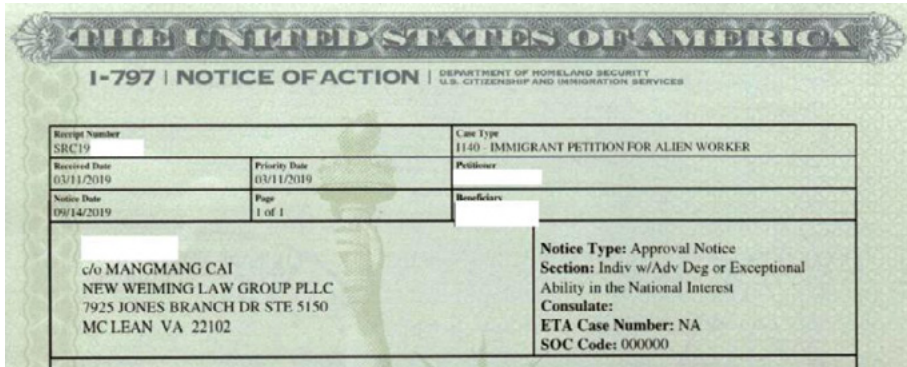 THE UNITED STATES OF AMERICA
I-797 | NOTICE OF ACTION | DEPARTMENT OF HOMELAND SECURITY
U.S. CITIZENSHIP AND IMMIGRATION SERVICES
Receipt Number
SRC19
Case Type
I140 - IMMIGRANT PETITION FOR ALIEN WORKER
Received Date
03/11/2019
Priority Date
03/11/2019
Petitioner
Notice Date
09/14/2019
Page
1 of 1
Beneficiary
c/o MANGMANG CAI
NEW WEIMING LAW GROUP PLLC
7925 JONES BRANCH DR STE 5150
MC LEAN VA 22102
Notice Type: Approval Notice
Section: Indiv w/Adv Deg or Exceptional
Ability in the National Interest
Consulate:
ETA Case Number: NA
SOC Code: 000000